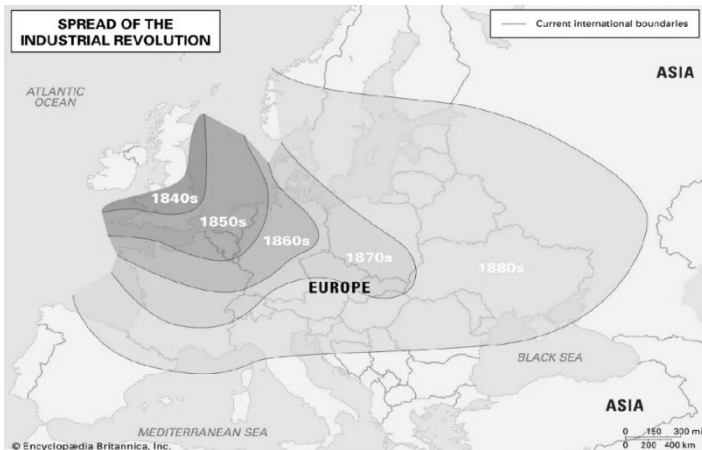 SPREAD OF THE
INDUSTRIAL REVOLUTION
Current international boundaries
ATLANTIC
OCEAN
ASIA
1840s
1850s
1860s
1870s
1880s
EUROPE
BLACK SEA
ASIA
MEDITERRANEAN SEA
0 150 300 mi
0 200 400 km
© Encyclopædia Britannica, Inc.